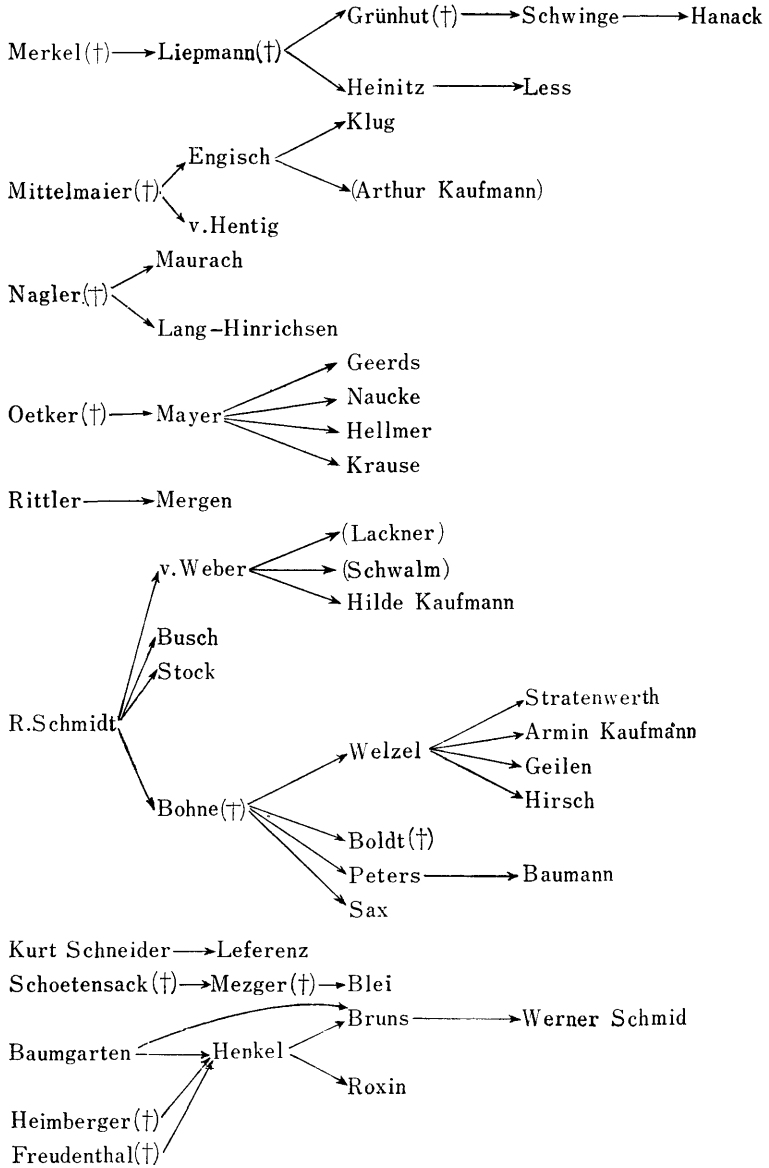 Grünhut(†) Schwinge Hanack
Merkel(†) Liepmann(†)
Heinitz Less
Klug
Engisch
Mittelmaier(†) (Arthur Kaufmann)
v.Hentig
Maurach
Nagler(†)
Lang-Hinrichsen
Geerds
Naucke
Oetker(†) Mayer
Hellmer
Krause
Rittler Mergen
(Lackner)
v.Weber (Schwalm)
Hilde Kaufmann
Busch
Stock
Stratenwerth
R.Schmidt Armin Kaufmann
Welzel
Geilen
Hirsch
Bohne(†)
Boldt(†)
Peters Baumann
Sax
Kurt Schneider Leferenz
Schoetensack(†) Mezger(†) Blei
Bruns Werner Schmid
Baumgarten Henkel
Roxin
Heimberger(†)
Freudenthal(†)